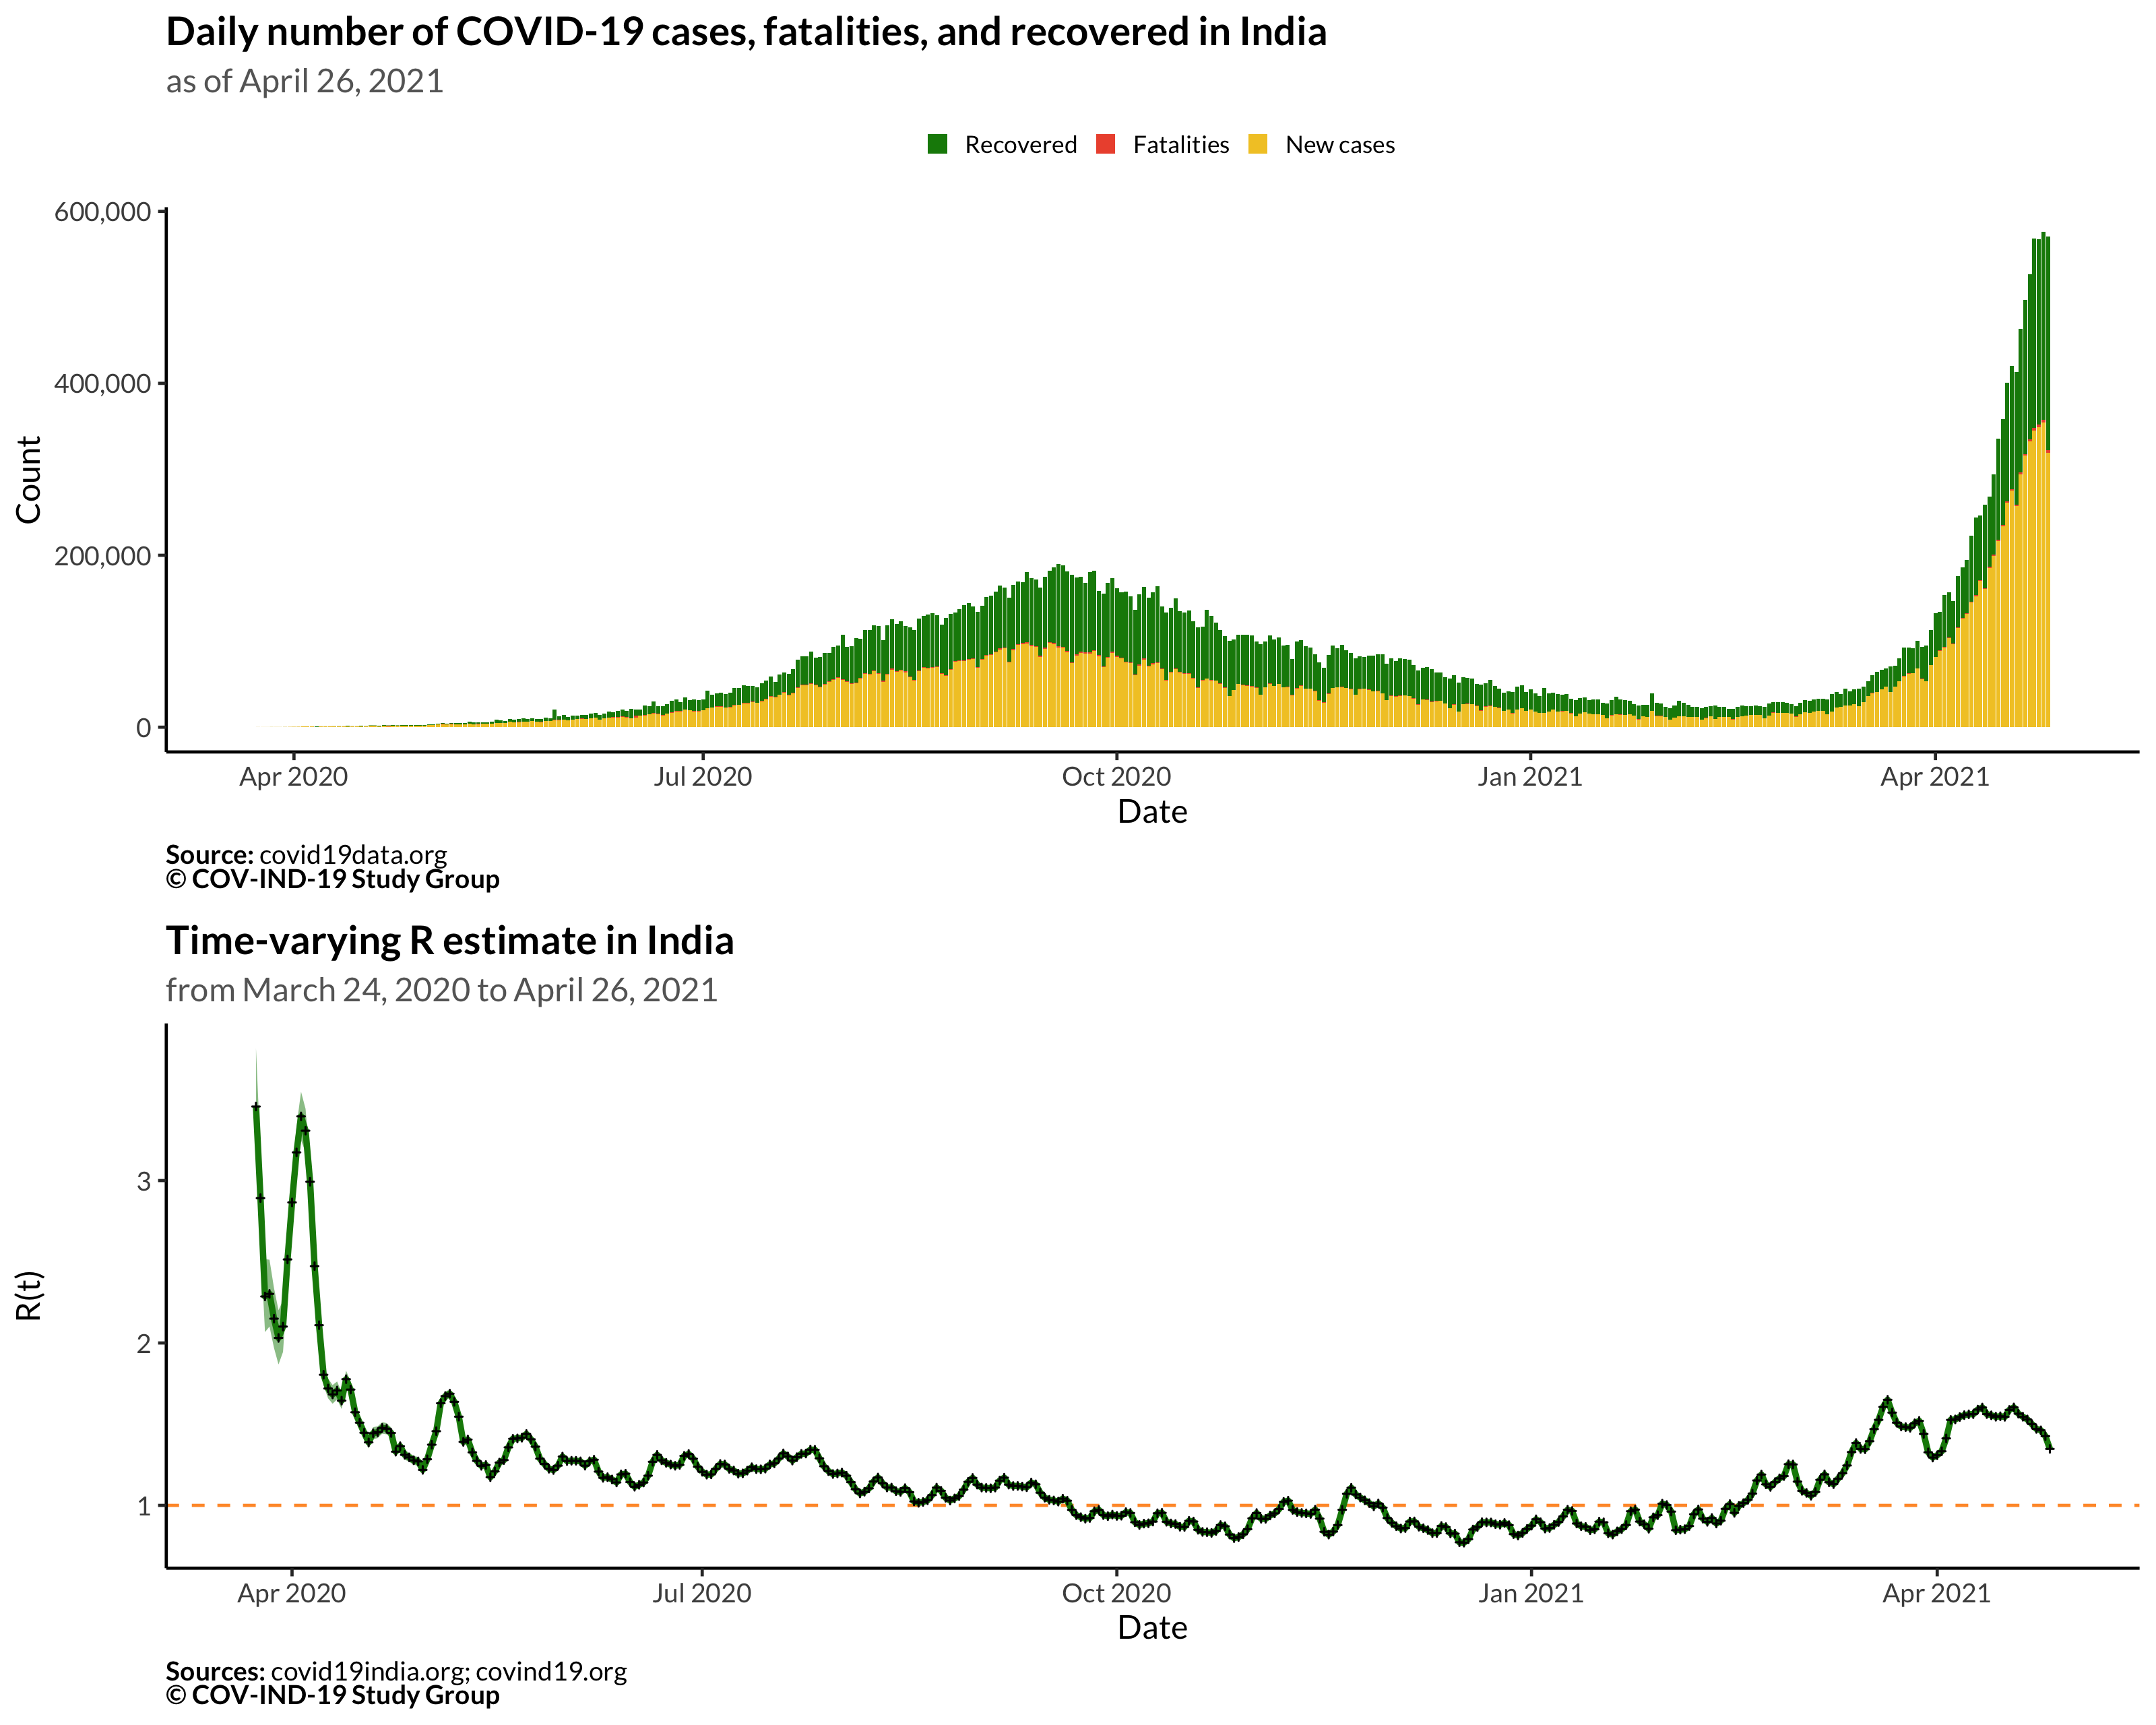 Daily number of COVID-19 cases, fatalities, and recovered in India
as of April 26, 2021
Recovered Fatalities New cases
600,000
400,000
200,000
0
Count
Apr 2020 Jul 2020 Oct 2020 Jan 2021 Apr 2021
Date
Source: covid19data.org
© COV-IND-19 Study Group
Time-varying R estimate in India
from March 24, 2020 to April 26, 2021
3
2
1
R(t)
Apr 2020 Jul 2020 Oct 2020 Jan 2021 Apr 2021
Date
Sources: covid19india.org; covind19.org
© COV-IND-19 Study Group